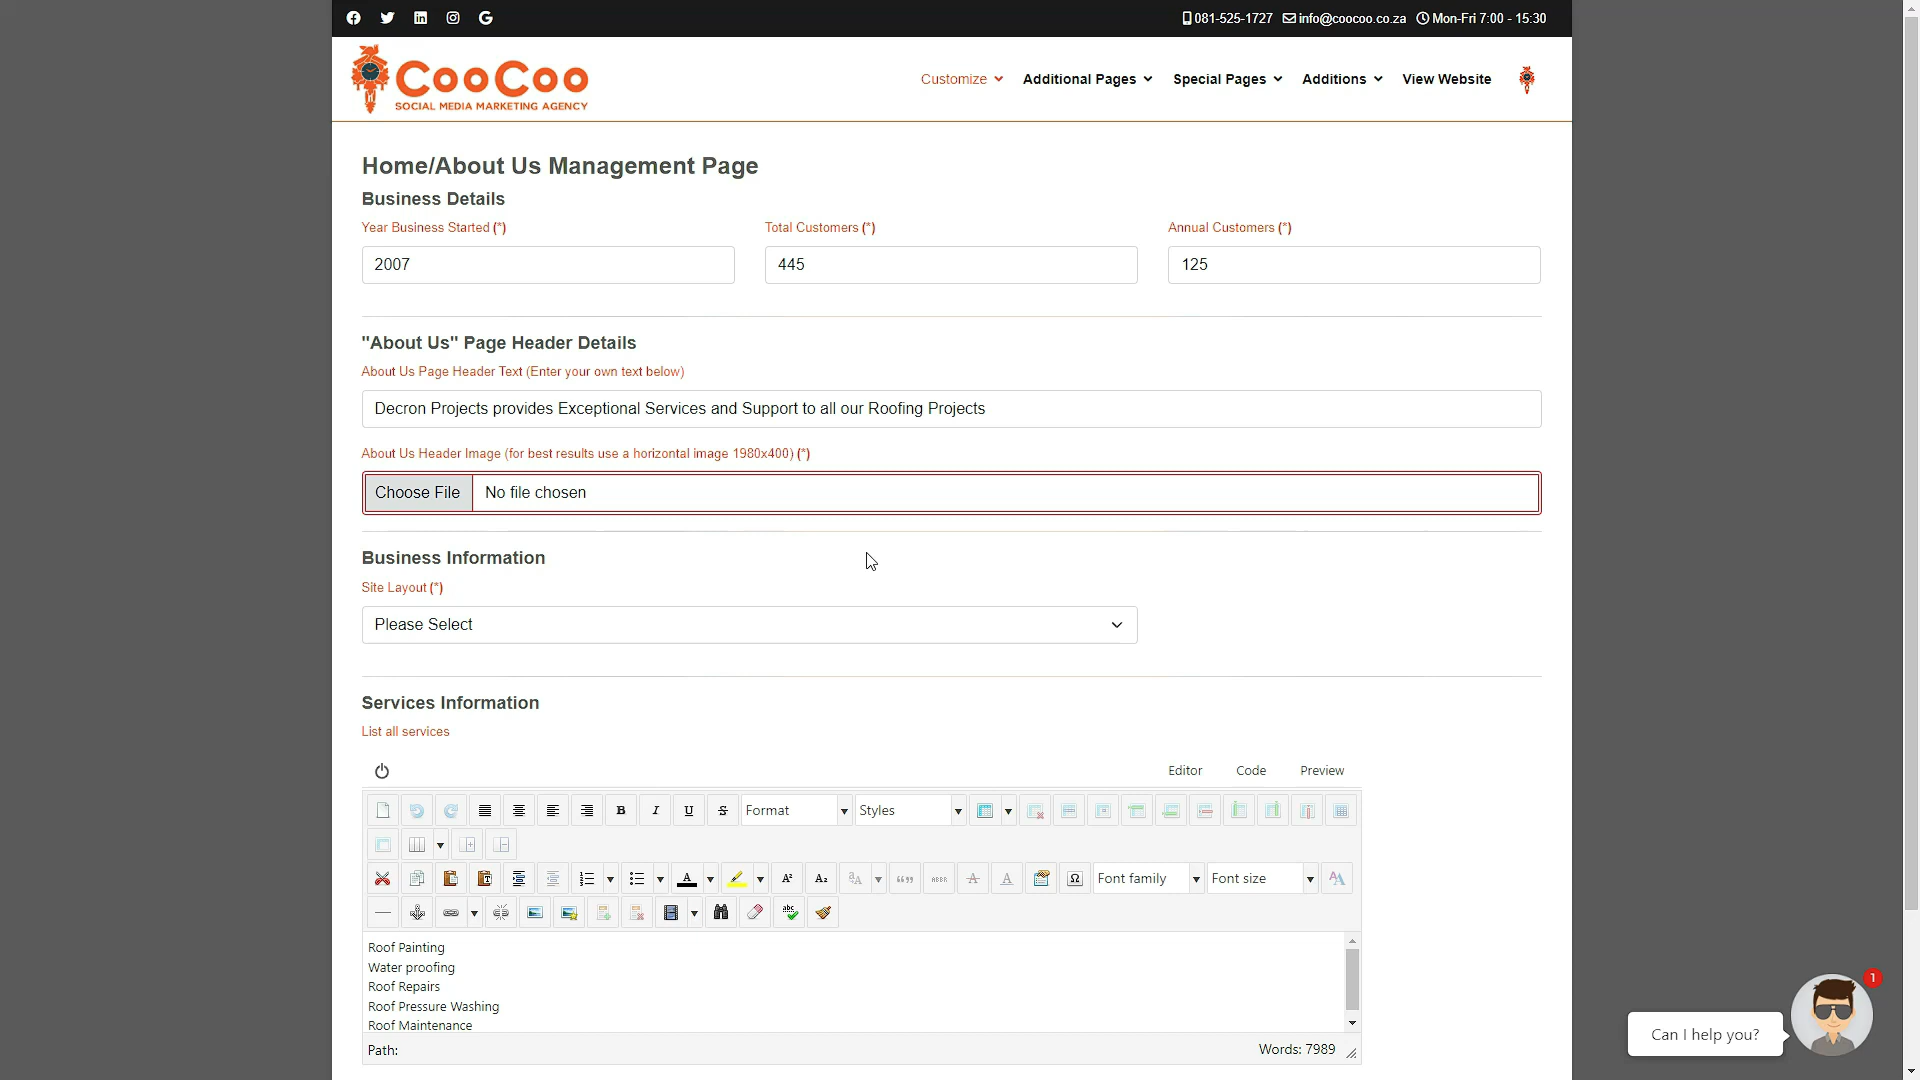 081-525-1727 info@coocoo.co.za Mon-Fri 7:00 - 15:30
CooCoo
SOCIAL MEDIA MARKETING AGENCY
Customize Additional Pages Special Pages Additions View Website
Home/About Us Management Page
Business Details
Year Business Started (*) Total Customers (*) Annual Customers (*)
2007 445 125
"About Us" Page Header Details
About Us Page Header Text (Enter your own text below)
Decron Projects provides Exceptional Services and Support to all our Roofing Projects
About Us Header Image (for best results use a horizontal image 1980x400) (*)
Choose File No file chosen
Business Information
Site Layout (*)
Please Select
Services Information
List all services
Editor Code Preview
B I U S Format Styles
Font family Font size
Roof Painting
Water proofing
Roof Repairs
Roof Pressure Washing
Roof Maintenance
Path: Words: 7989
1
Can I help you?